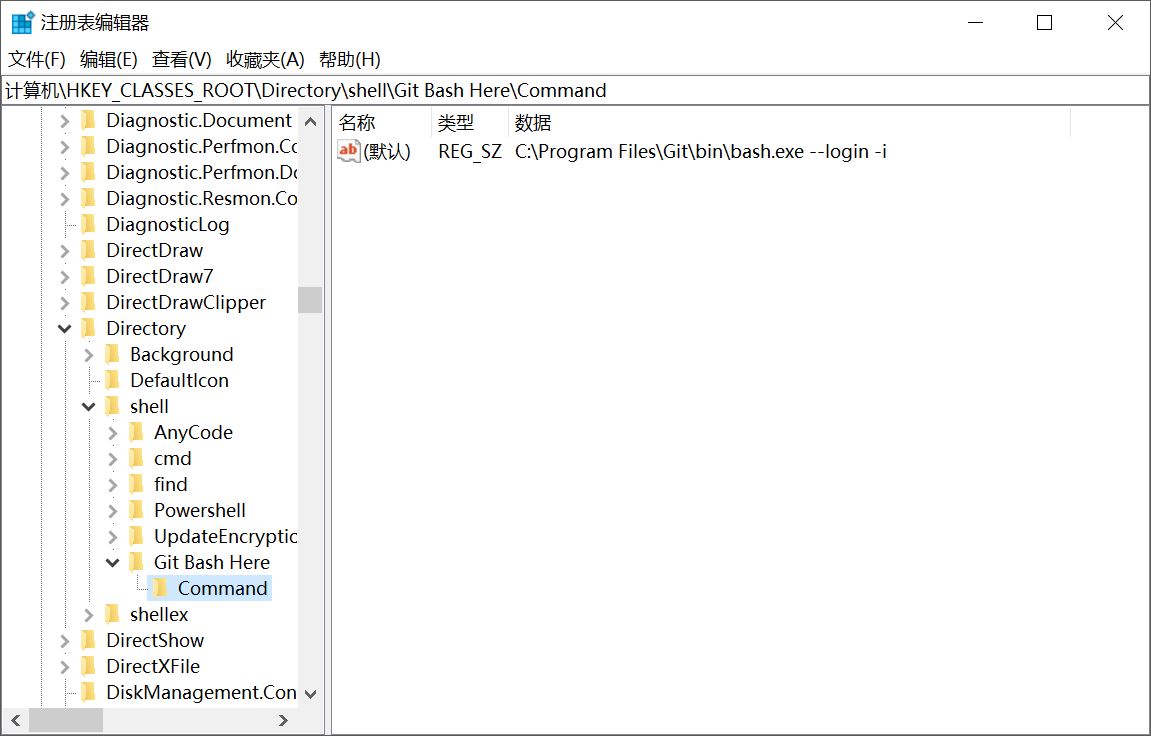 注册表编辑器
文件(F) 编辑(E) 查看(V) 收藏夹(A) 帮助(H)
计算机\HKEY_CLASSES_ROOT\Directory\shell\Git Bash Here\Command
Diagnostic.Document
Diagnostic.Perfmon.Co
Diagnostic.Perfmon.Do
Diagnostic.Resmon.Co
DiagnosticLog
DirectDraw
DirectDraw7
DirectDrawClipper
Directory
Background
DefaultIcon
shell
AnyCode
cmd
find
Powershell
UpdateEncryptio
Git Bash Here
Command
shellex
DirectShow
DirectXFile
DiskManagement.Con
名称 类型 数据
ab (默认) REG_SZ C:\Program Files\Git\bin\bash.exe --login -i